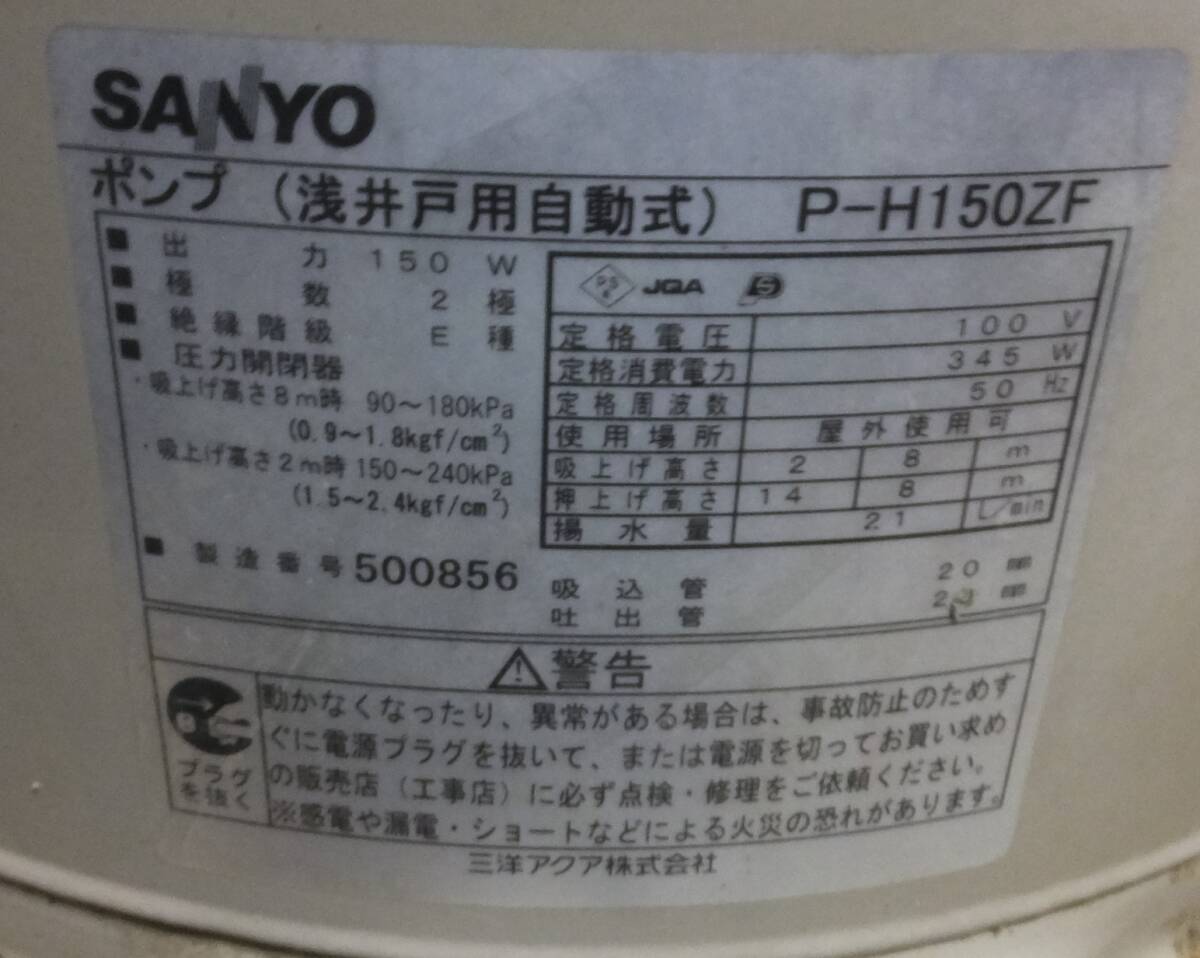 SANYO
ポンプ（浅井戸用自動式） P-H150ZF
■ 出力 150 W
■ 極数 2 極
■ 絶縁階級 E 種
■ 圧力開閉器
・吸上げ高さ8m時 90～180kPa
(0.9～1.8kgf/cm²)
・吸上げ高さ2m時 150～240kPa
(1.5～2.4kgf/cm²)
■ 製造番号 500856
PS E JQA S
定格電圧 100 V
定格消費電力 345 W
定格周波数 50 Hz
使用場所 屋外使用可
吸上げ高さ 2 8 m
押上げ高さ 14 8 m
揚水量 21 L/min
吸込管 20 mm
吐出管 mm
⚠警告
プラグ
を抜く
動かなくなったり、異常がある場合は、事故防止のためす
ぐに電源プラグを抜いて、または電源を切ってお買い求め
の販売店（工事店）に必ず点検・修理をご依頼ください。
※感電や漏電・ショートなどによる火災の恐れがあります。
三洋アクア株式会社